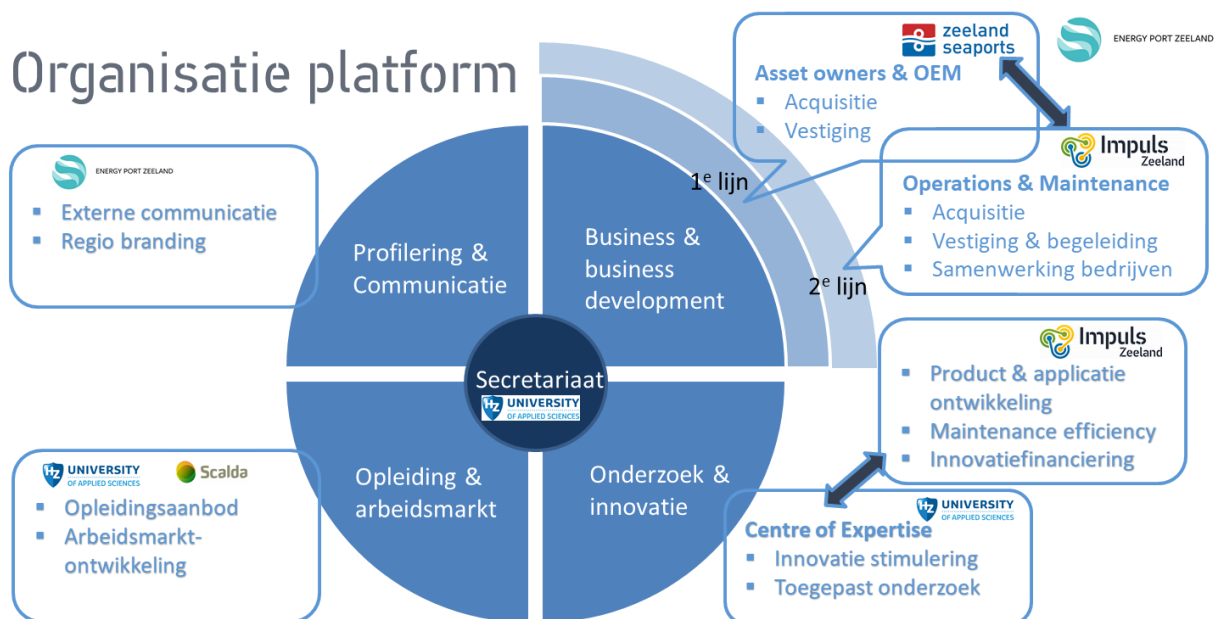 Organisatie platform
zeeland
seaports
ENERGY PORT ZEELAND
Asset owners & OEM
▪ Acquisitie
▪ Vestiging
ENERGY PORT ZEELAND
▪ Externe communicatie
▪ Regio branding
Profilering &
Communicatie
Business &
business
development
1e lijn
2e lijn
Impuls
Zeeland
Operations & Maintenance
▪ Acquisitie
▪ Vestiging & begeleiding
▪ Samenwerking bedrijven
Secretariaat
HZ UNIVERSITY
OF APPLIED SCIENCES
Impuls
Zeeland
▪ Product & applicatie
ontwikkeling
▪ Maintenance efficiency
▪ Innovatiefinanciering
HZ UNIVERSITY
OF APPLIED SCIENCES
Scalda
▪ Opleidingsaanbod
▪ Arbeidsmarkt-
ontwikkeling
Opleiding &
arbeidsmarkt
Onderzoek &
innovatie
HZ UNIVERSITY
OF APPLIED SCIENCES
Centre of Expertise
▪ Innovatie stimulering
▪ Toegepast onderzoek